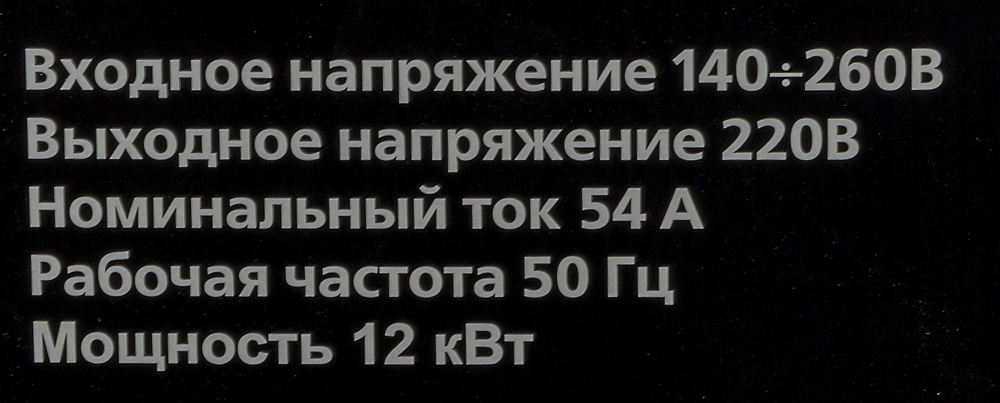 Входное напряжение 140÷260В
Выходное напряжение 220В
Номинальный ток 54 А
Рабочая частота 50 Гц
Мощность 12 кВт